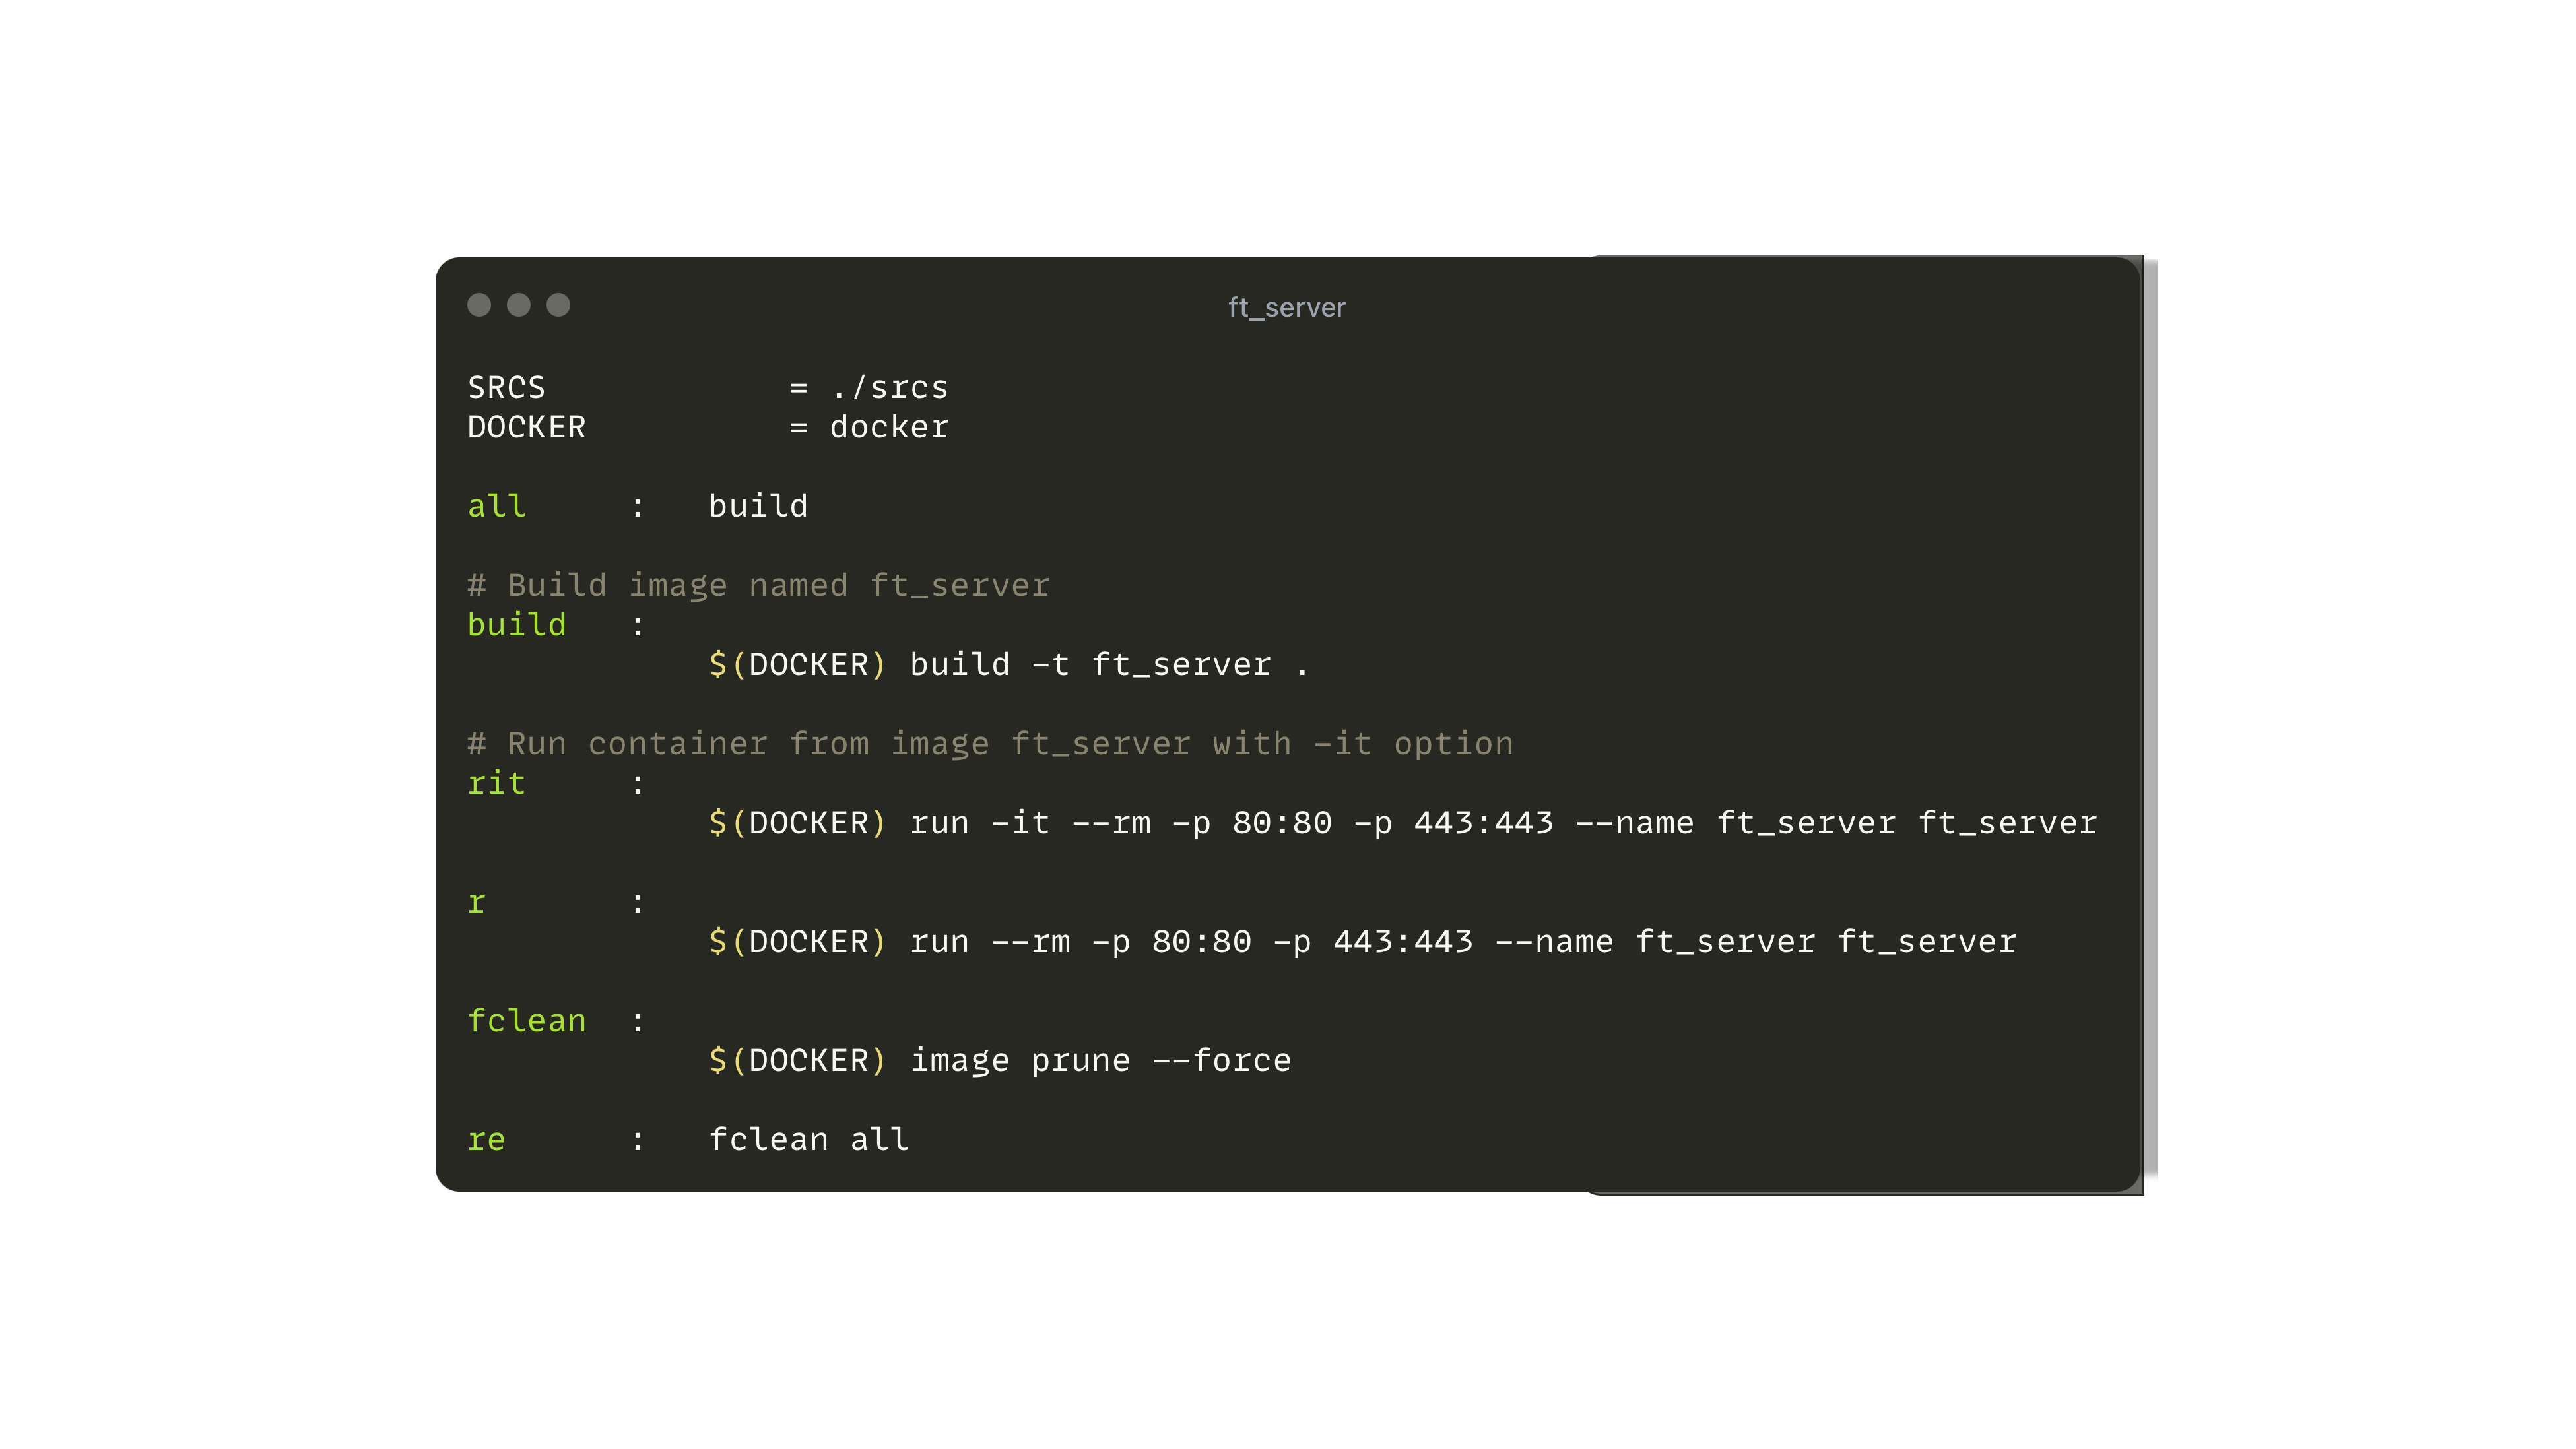 ft_server
SRCS            = ./srcs
DOCKER          = docker
all     :   build
# Build image named ft_server
build   :
            $(DOCKER) build -t ft_server .
# Run container from image ft_server with -it option
rit     :
            $(DOCKER) run -it --rm -p 80:80 -p 443:443 --name ft_server ft_server
r       :
            $(DOCKER) run --rm -p 80:80 -p 443:443 --name ft_server ft_server
fclean  :
            $(DOCKER) image prune --force
re      :   fclean all